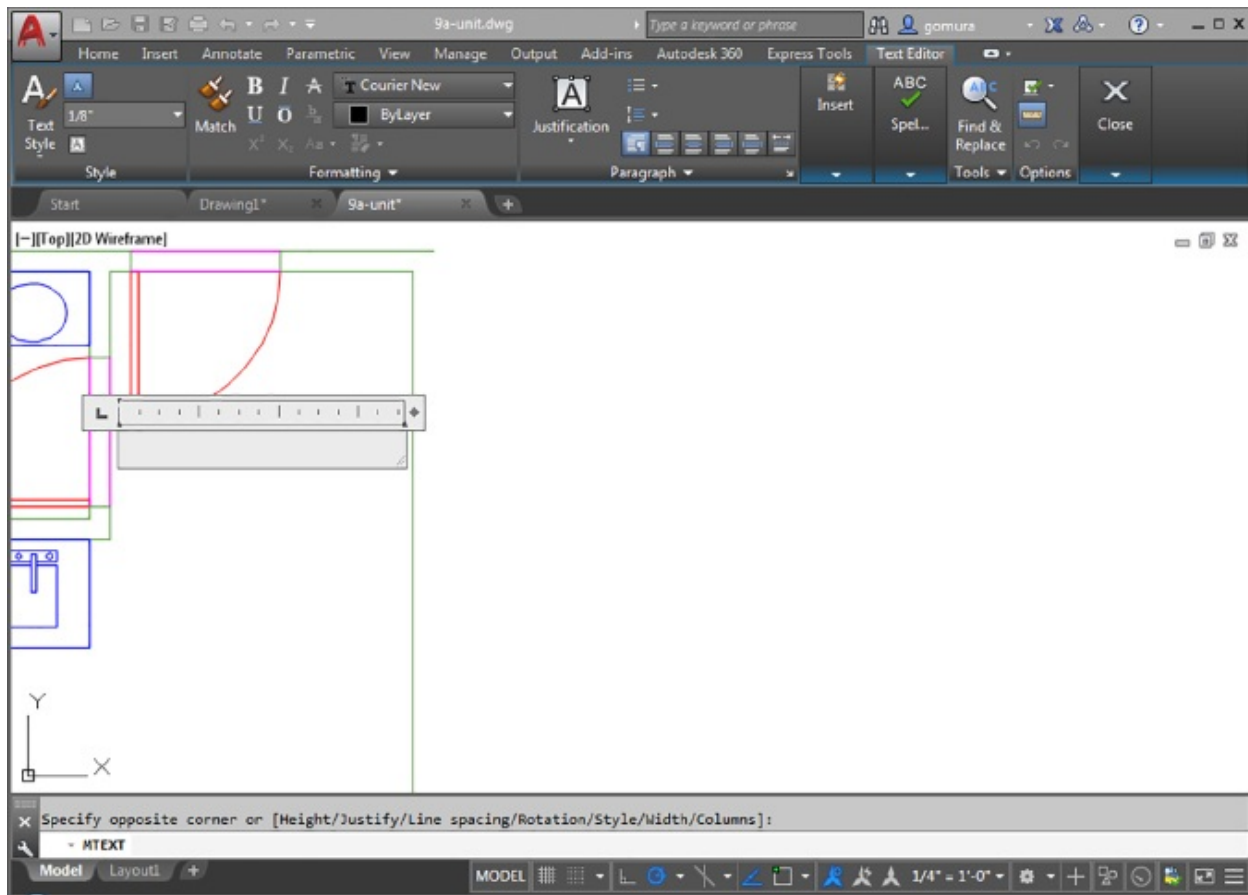 9a-unit.dwg Type a keyword or phrase gomura
Home Insert Annotate Parametric View Manage Output Add-ins Autodesk 360 Express Tools Text Editor
A B I A Courier New A ABC
1/8" U O ByLayer Insert
Text Style Match Justification Spel... Find & Replace Close
Style Formatting Paragraph Tools Options
Start Drawing1* 9a-unit*
[−][Top][2D Wireframe]
Y
X
Specify opposite corner or [Height/Justify/Line spacing/Rotation/Style/Width/Columns]:
MTEXT
Model Layout1 + MODEL 1/4" = 1'-0"